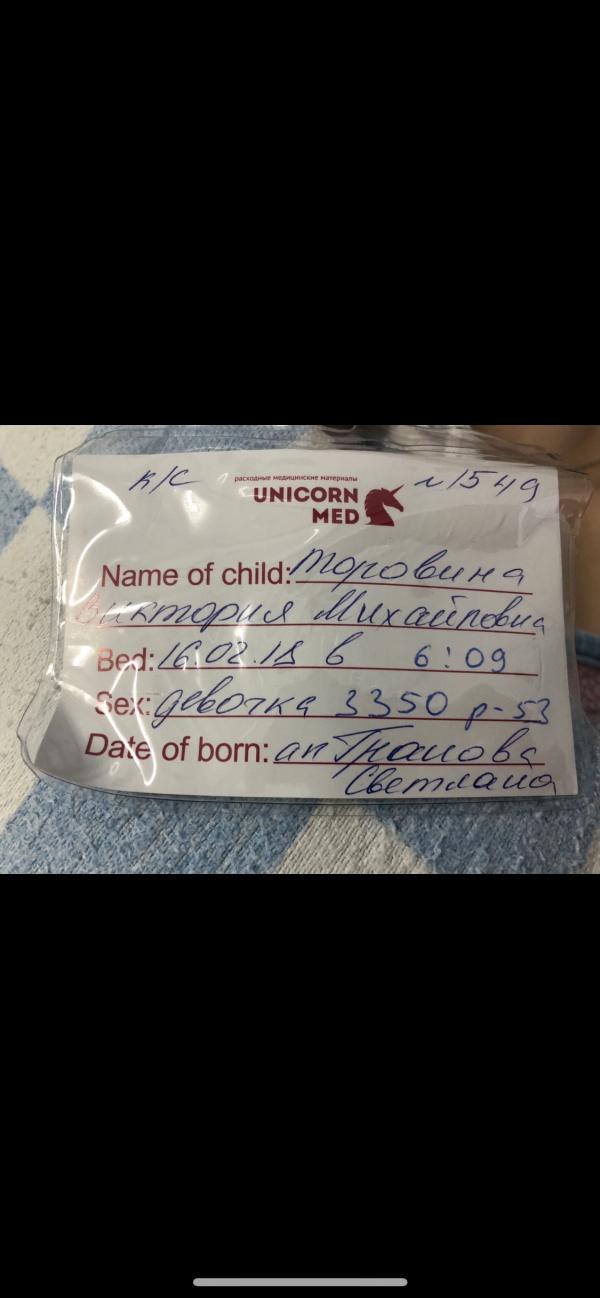 к/с
расходные медицинские материалы
UNICORN
MED
№1549
Name of child: Торовина
Виктория Михайловна
Bed: 16.02.18 в 6:09
Sex: девочка 3350 р-53
Date of born: ап
Светлана